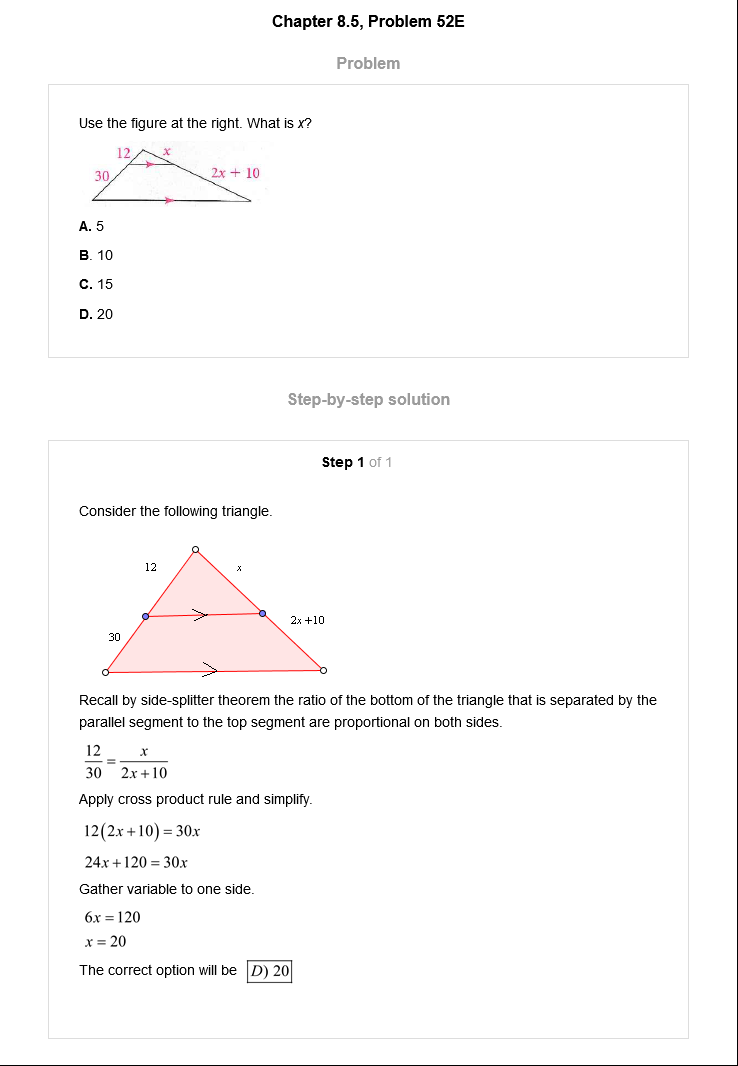 Chapter 8.5, Problem 52E
Problem
Use the figure at the right. What is x?
12 x
30 2x + 10
A. 5
B. 10
C. 15
D. 20
Step-by-step solution
Step 1 of 1
Consider the following triangle.
12 x
2x+10
30
Recall by side-splitter theorem the ratio of the bottom of the triangle that is separated by the
parallel segment to the top segment are proportional on both sides.
12/30 = x/(2x+10)
Apply cross product rule and simplify.
12(2x+10) = 30x
24x+120 = 30x
Gather variable to one side.
6x = 120
x = 20
The correct option will be D) 20